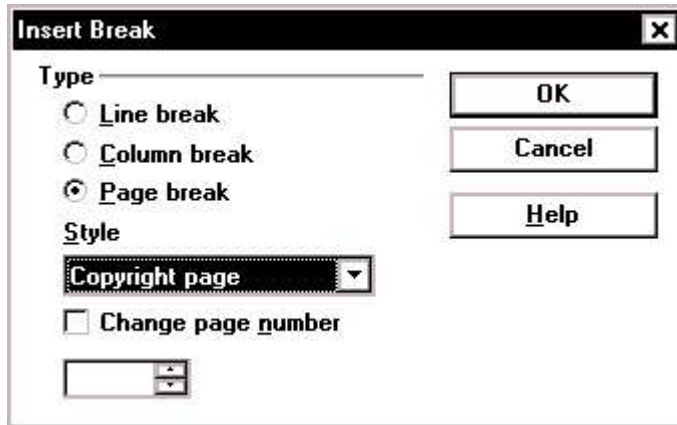 Insert Break
Type
Line break
Column break
Page break
Style
Copyright page
Change page number
OK
Cancel
Help